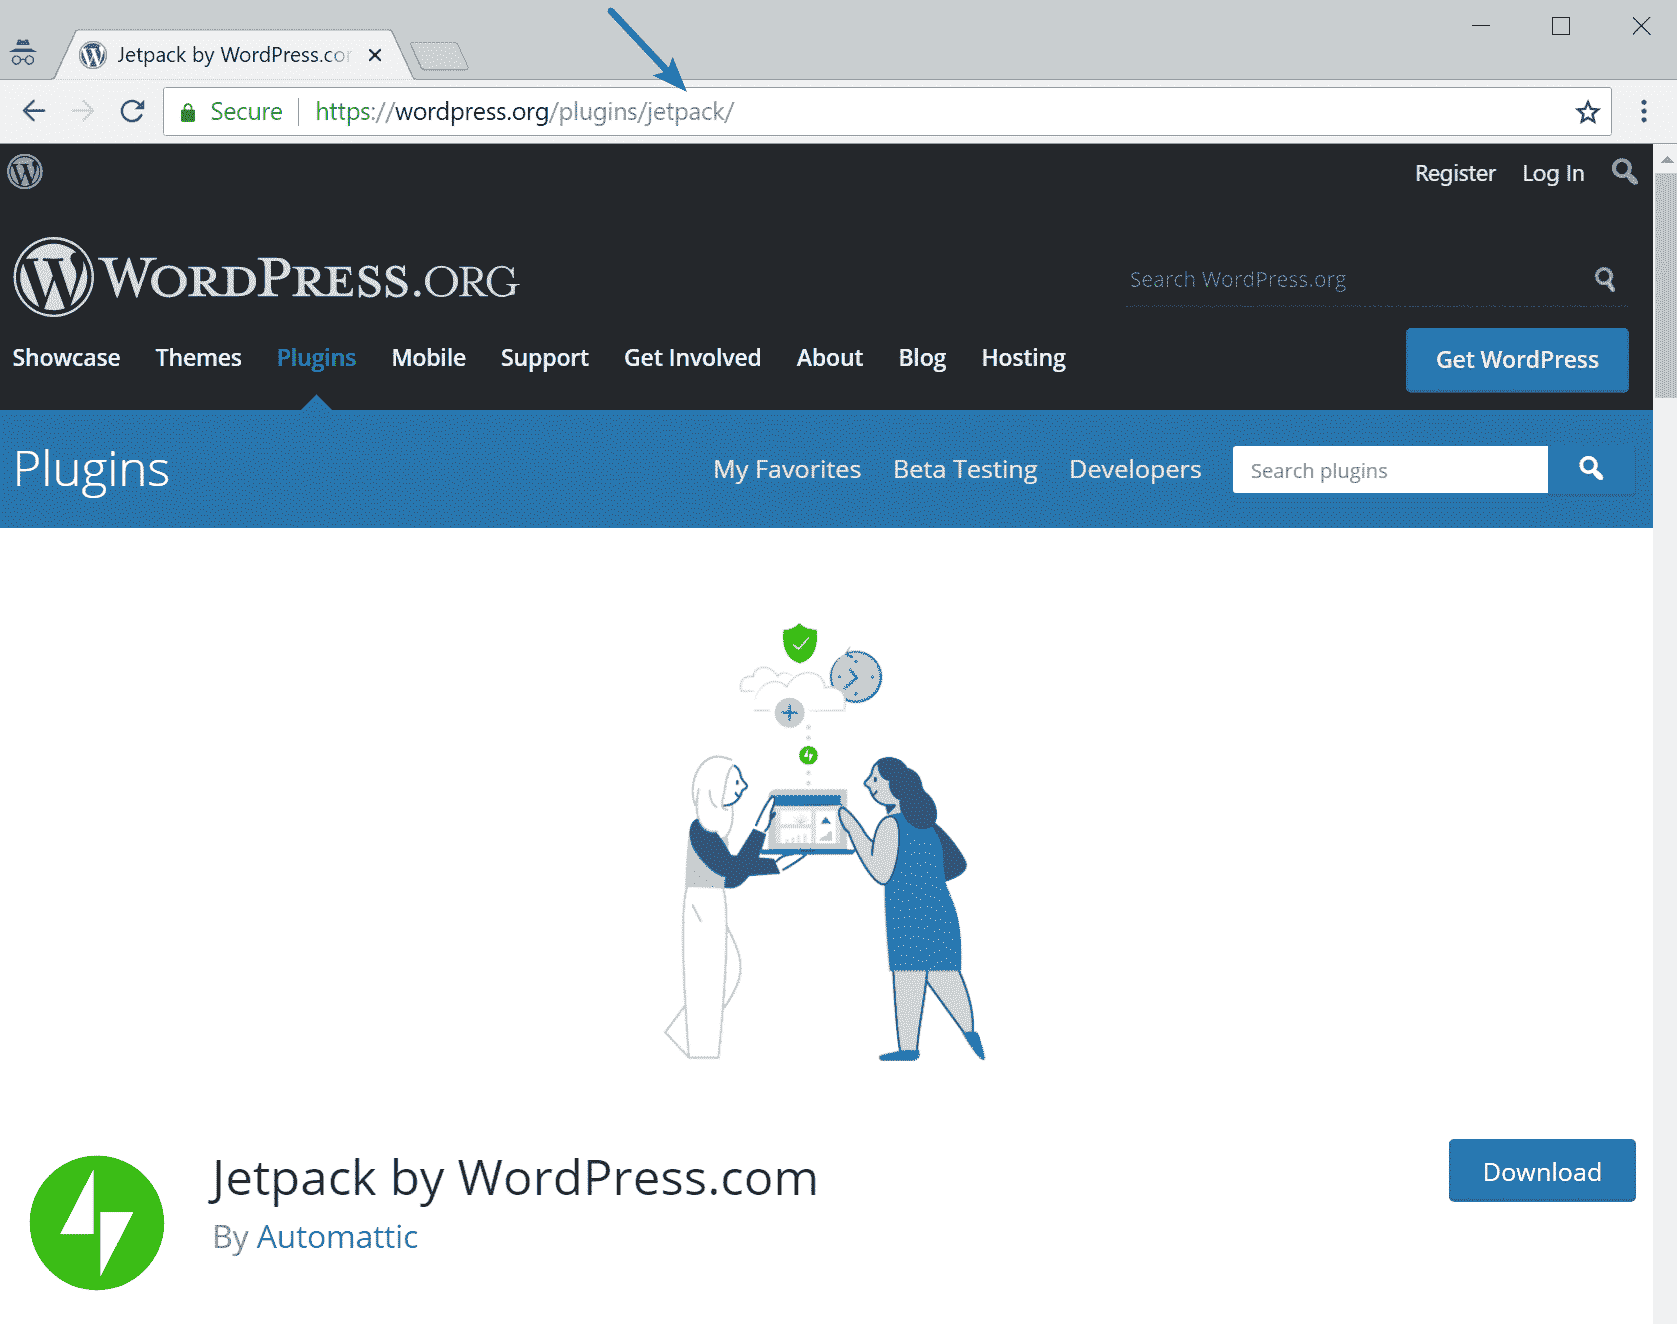 Jetpack by WordPress.cor
Secure https://wordpress.org/plugins/jetpack/
Register Log In
WORDPRESS.ORG
Search WordPress.org
Showcase Themes Plugins Mobile Support Get Involved About Blog Hosting
Get WordPress
Plugins
My Favorites Beta Testing Developers
Search plugins
Jetpack by WordPress.com
Download
By Automattic